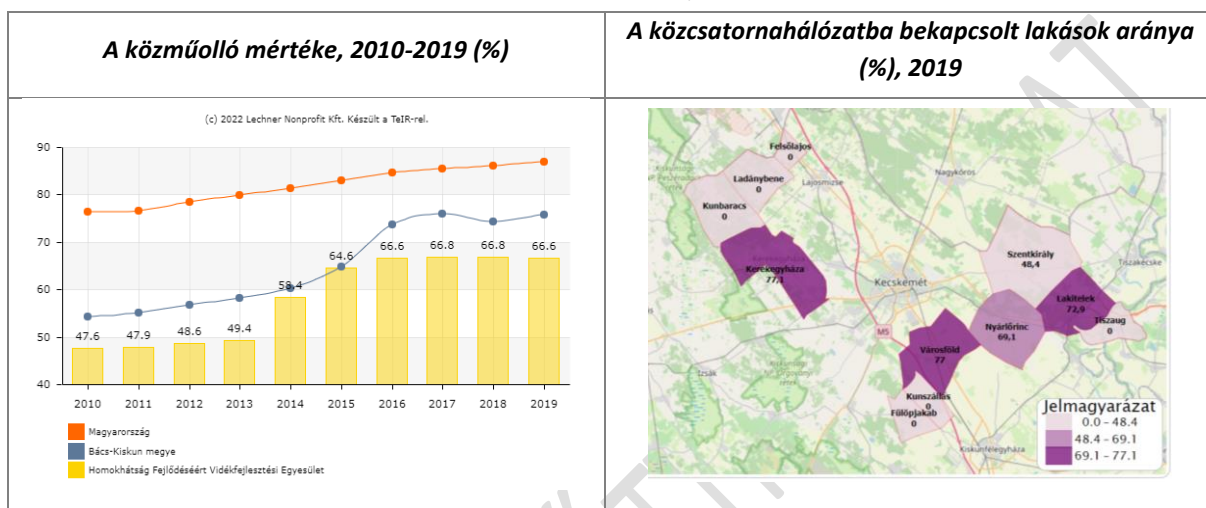 A közműolló mértéke, 2010-2019 (%)
A közcsatornahálózatba bekapcsolt lakások aránya
(%), 2019
(c) 2022 Lechner Nonprofit Kft. Készült a TeIR-rel.
90
80
70
60
50
40
47.6
47.9
48.6
49.4
58.4
64.6
66.6
66.8
66.8
66.6
2010
2011
2012
2013
2014
2015
2016
2017
2018
2019
Magyarország
Bács-Kiskun megye
Homokhátság Fejlődéséért Vidékfejlesztési Egyesület
Felsőlajos
0
Ladánybene
0
Lajosmizse
Nagykőrös
Kunbaracs
0
Kerekegyháza
77,1
Szentkirály
48,4
Tiszakécske
Kecskemét
Lakitelek
72,9
Tiszaug
0
Nyárlőrinc
69,1
M5
Városföld
77
Izsák
Kunszállás
0
Fülöpjakab
0
Kiskunfélegyháza
Jelmagyarázat
0.0 - 48.4
48.4 - 69.1
69.1 - 77.1